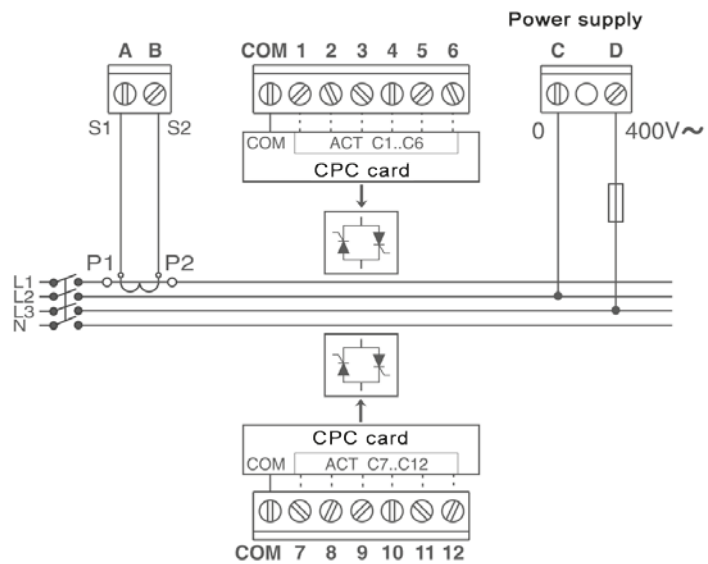 Power supply
A B
COM 1 2 3 4 5 6
C D
S1 S2
0 400V~
COM ACT C1..C6
CPC card
P1 P2
L1
L2
L3
N
CPC card
COM ACT C7..C12
COM 7 8 9 10 11 12